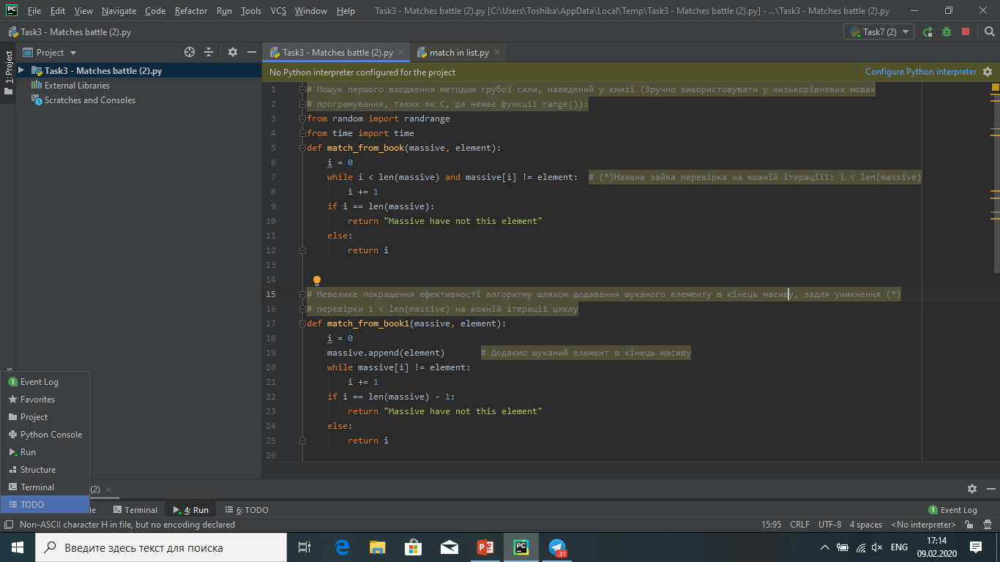 File Edit View Navigate Code Refactor Run Tools VCS Window Help Task3 - Matches battle (2).py [C:\Users\Toshiba\AppData\Local\Temp\Task3 - Matches battle (2).py] - ...\Task3 - Matches battle (2).py
Task3 - Matches battle (2).py Task7 (2)
1: Project
Project Task3 - Matches battle (2).py match in list.py
Task3 - Matches battle (2).py
External Libraries
Scratches and Consoles
No Python interpreter configured for the project Configure Python interpreter
1 # Пошук першого входження методом грубої сили, наведений у книзі (Зручно використовувати у низькорівневих мовах
2 # програмування, таких як C, де немає функції range()):
3 from random import randrange
4 from time import time
5 def match_from_book(massive, element):
6 i = 0
7 while i < len(massive) and massive[i] != element: # (*)Наявна зайва перевірка на кожній ітераціїї: i < len(massive)
8 i += 1
9 if i == len(massive):
10 return "Massive have not this element"
11 else:
12 return i
13
14
15 # Невелике покращення ефективності алгоритму шляхом додавання шуканого елементу в кінець масиву, задля уникнення (*)
16 # перевірки i < len(massive) на кожній ітерації циклу
17 def match_from_book1(massive, element):
18 i = 0
19 massive.append(element) # Додаємо шуканий елемент в кінець масиву
20 while massive[i] != element:
21 i += 1
22 if i == len(massive) - 1:
23 return "Massive have not this element"
24 else:
25 return i
26
Event Log
Favorites
Project
Python Console
Run
Structure
Terminal
TODO
(2)
le Terminal 4: Run 6: TODO 1 Event Log
Non-ASCII character Н in file, but no encoding declared 15:95 CRLF UTF-8 4 spaces <No interpreter>
Введите здесь текст для поиска
31
ENG
17:14
09.02.2020